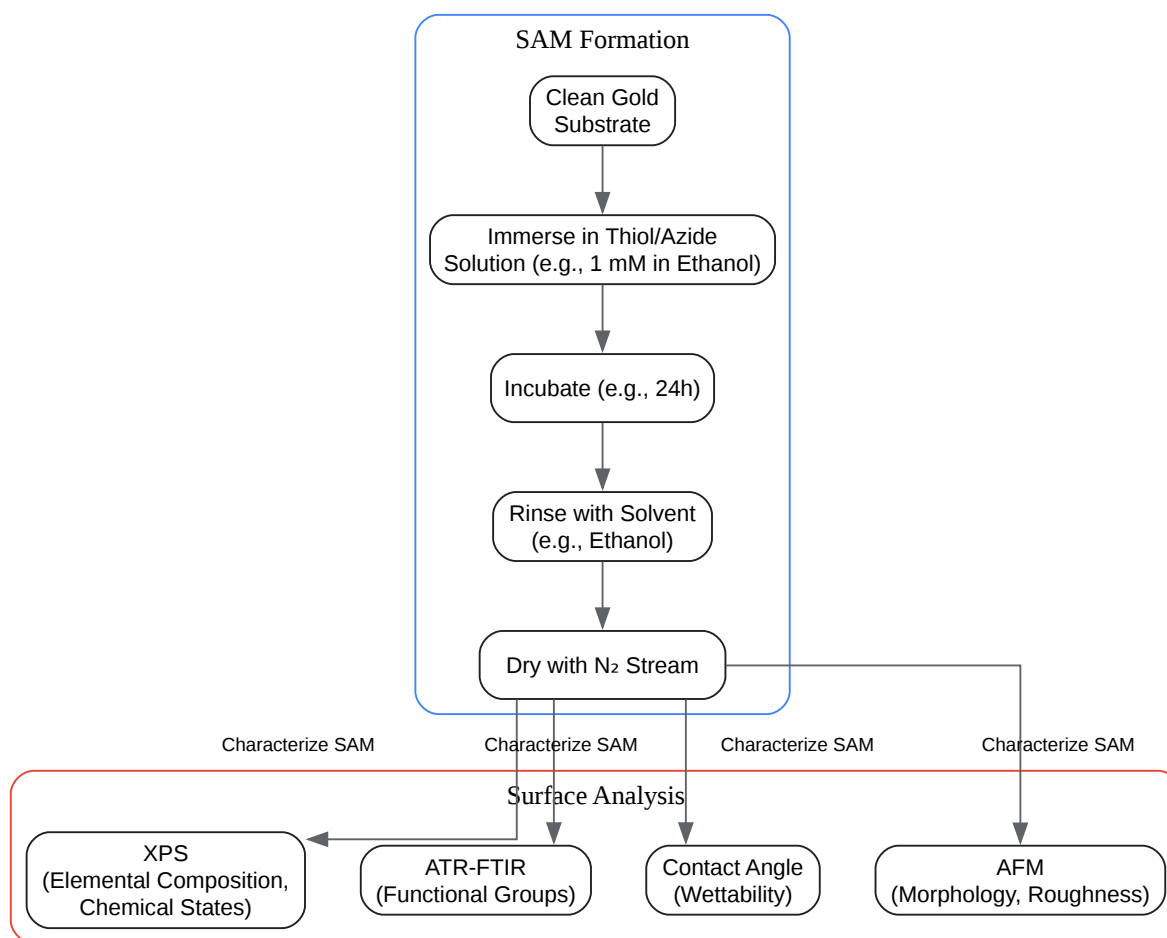 SAM Formation
Clean Gold
Substrate
Immerse in Thiol/Azide
Solution (e.g., 1 mM in Ethanol)
Incubate (e.g., 24h)
Rinse with Solvent
(e.g., Ethanol)
Dry with N₂ Stream
Characterize SAM
Characterize SAM
Characterize SAM
Characterize SAM
Surface Analysis
XPS
(Elemental Composition,
Chemical States)
ATR-FTIR
(Functional Groups)
Contact Angle
(Wettability)
AFM
(Morphology, Roughness)